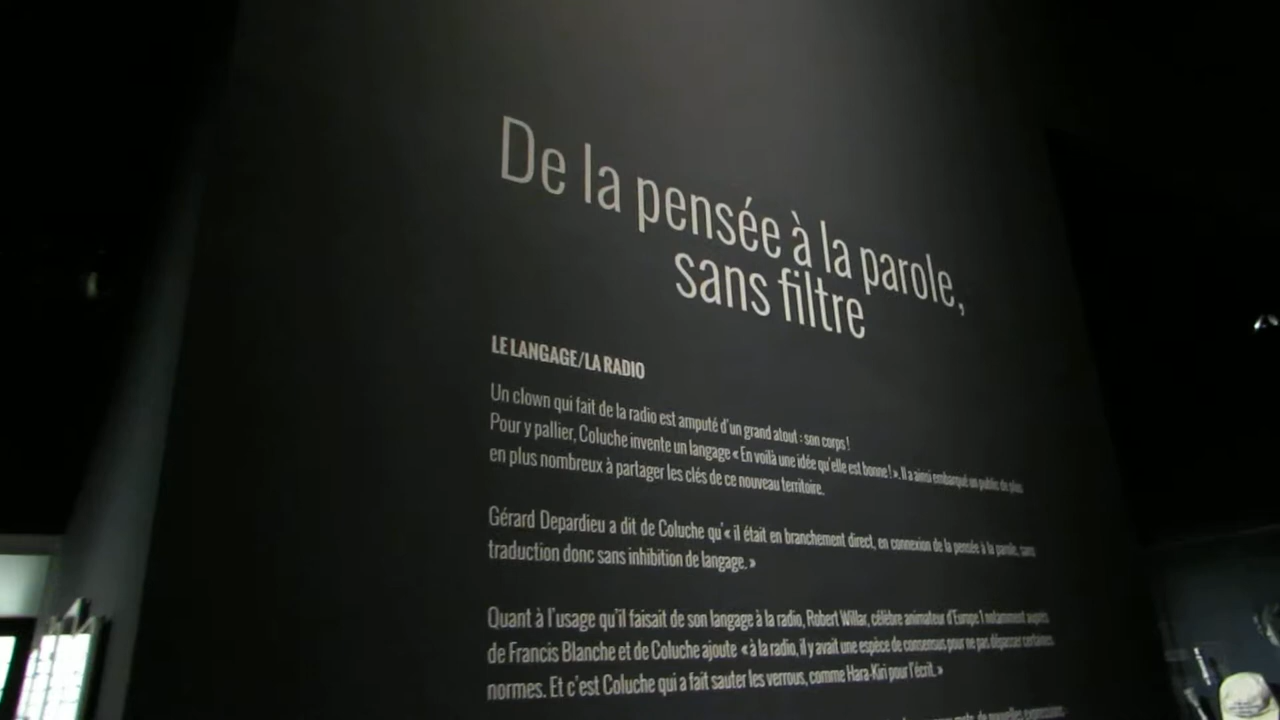 De la pensée à la parole,
sans filtre
LE LANGAGE/LA RADIO
Un clown qui fait de la radio est amputé d'un grand atout : son corps !
Pour y pallier, Coluche invente un langage « En voilà une idée qu'elle est bonne ! ». Il a ainsi embarqué un public de plus
en plus nombreux à partager les clés de ce nouveau territoire.
Gérard Depardieu a dit de Coluche qu'« il était en branchement direct, en connexion de la pensée à la parole, sans
traduction donc sans inhibition de langage. »
Quant à l'usage qu'il faisait de son langage à la radio, Robert Willar, célèbre animateur d'Europe 1 notamment auprès
de Francis Blanche et de Coluche ajoute « à la radio, il y avait une espèce de consensus pour ne pas dépasser certaines
normes. Et c'est Coluche qui a fait sauter les verrous, comme Hara-Kiri pour l'écrit. »
de nouvelles